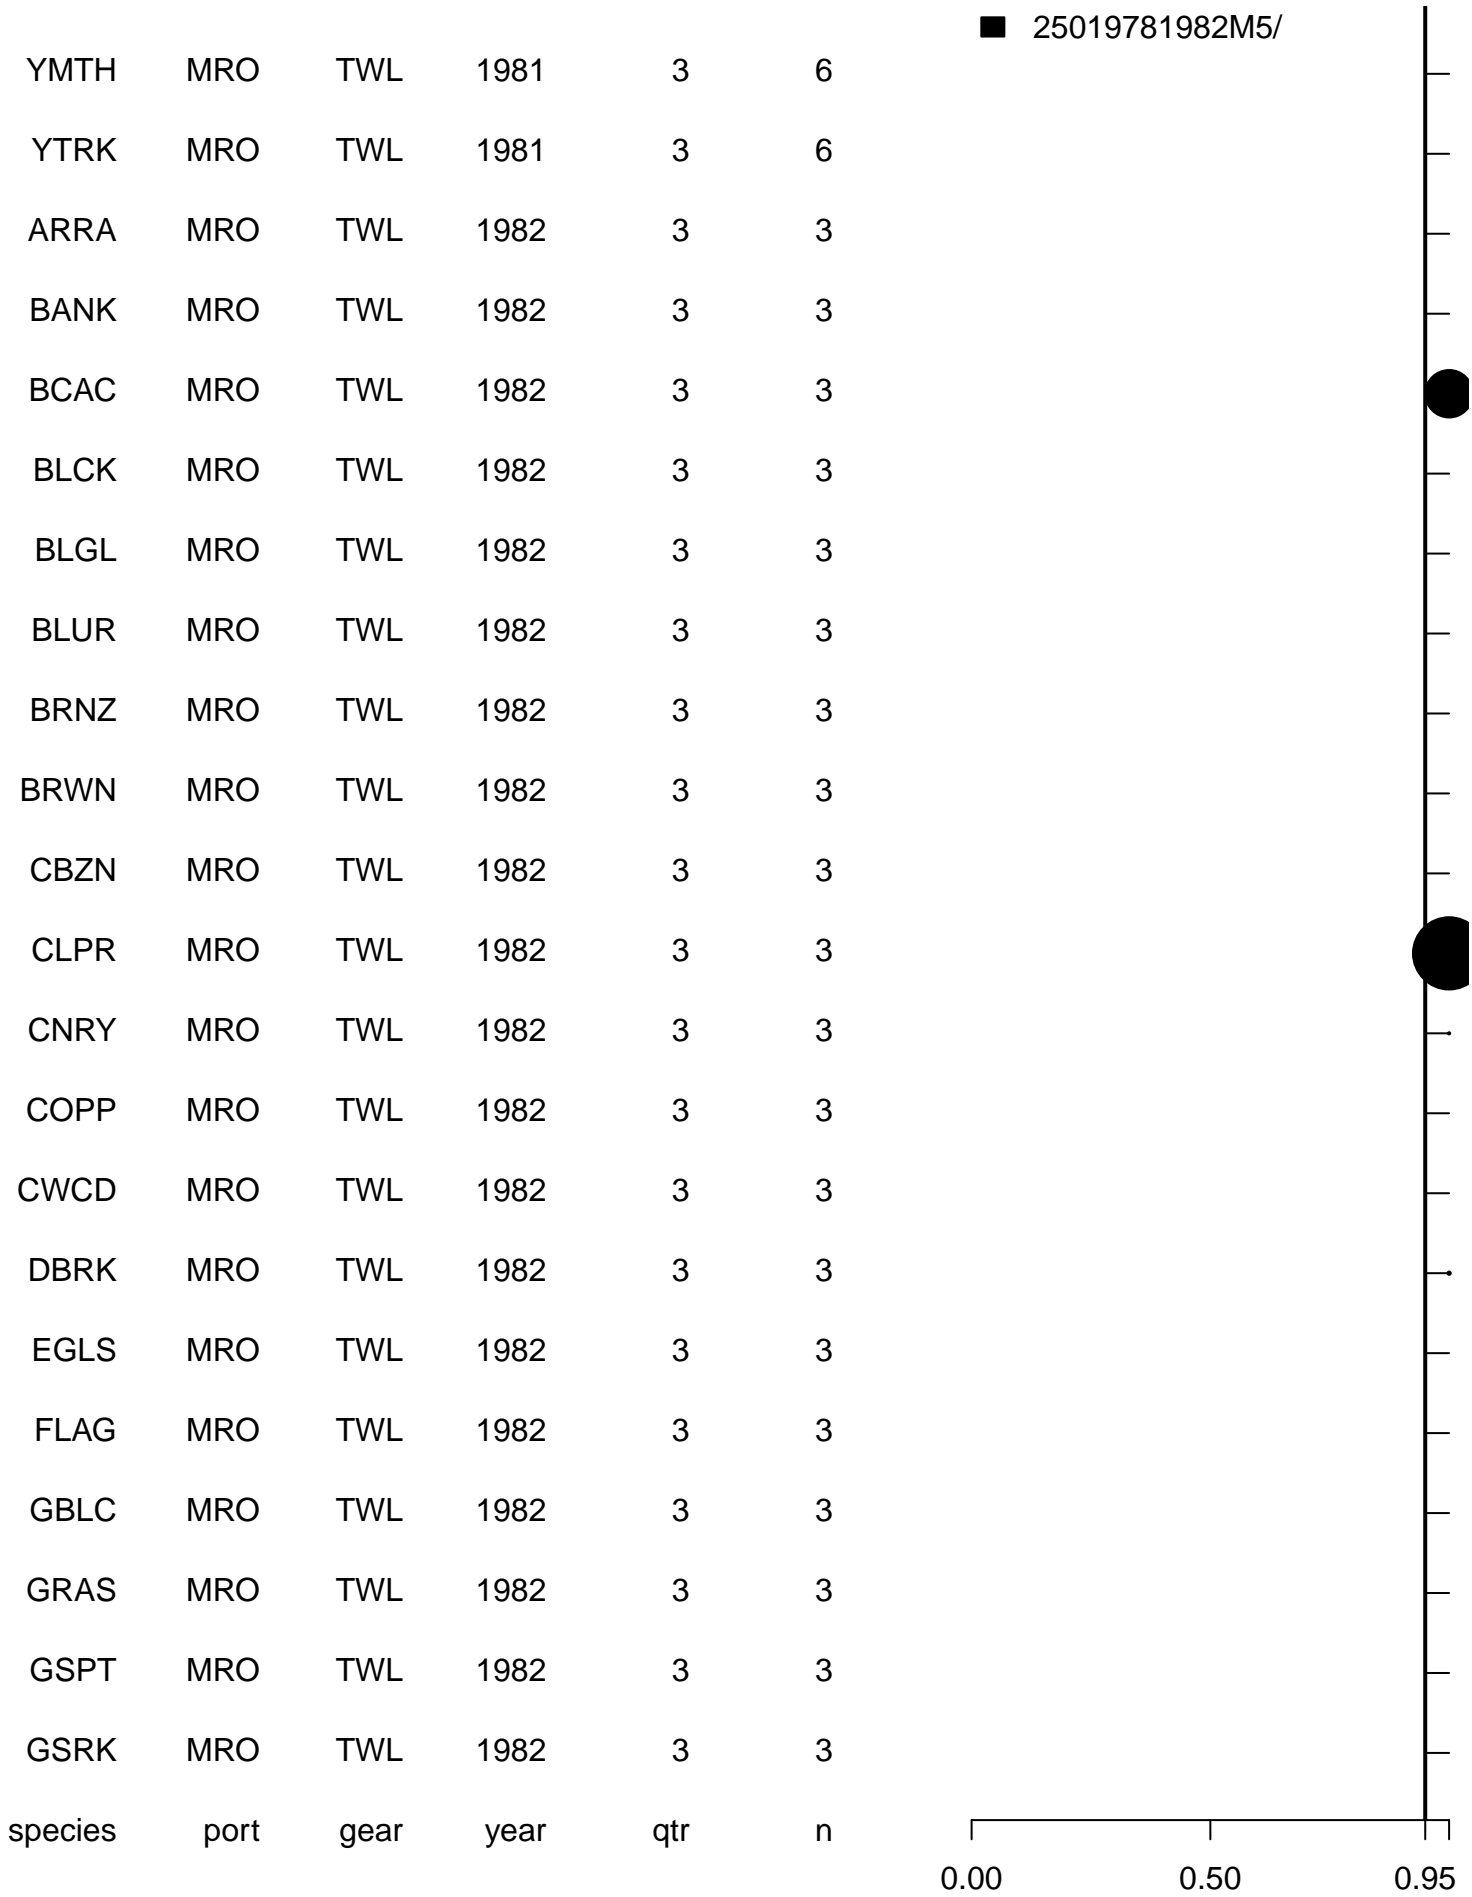 25019781982M5/
YMTH MRO TWL 1981 3 6
YTRK MRO TWL 1981 3 6
ARRA MRO TWL 1982 3 3
BANK MRO TWL 1982 3 3
BCAC MRO TWL 1982 3 3
BLCK MRO TWL 1982 3 3
BLGL MRO TWL 1982 3 3
BLUR MRO TWL 1982 3 3
BRNZ MRO TWL 1982 3 3
BRWN MRO TWL 1982 3 3
CBZN MRO TWL 1982 3 3
CLPR MRO TWL 1982 3 3
CNRY MRO TWL 1982 3 3
COPP MRO TWL 1982 3 3
CWCD MRO TWL 1982 3 3
DBRK MRO TWL 1982 3 3
EGLS MRO TWL 1982 3 3
FLAG MRO TWL 1982 3 3
GBLC MRO TWL 1982 3 3
GRAS MRO TWL 1982 3 3
GSPT MRO TWL 1982 3 3
GSRK MRO TWL 1982 3 3
species port gear year qtr n
0.00 0.50 0.95